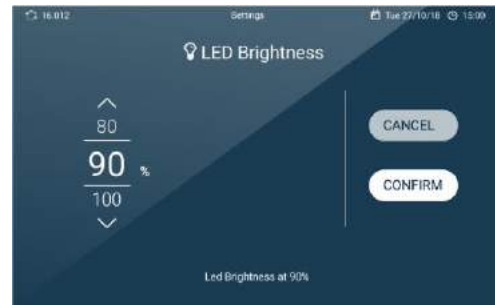 16.012 Settings Tue 27/10/18 15:00
LED Brightness
80
90 %
100
CANCEL
CONFIRM
Led Brightness at 90%